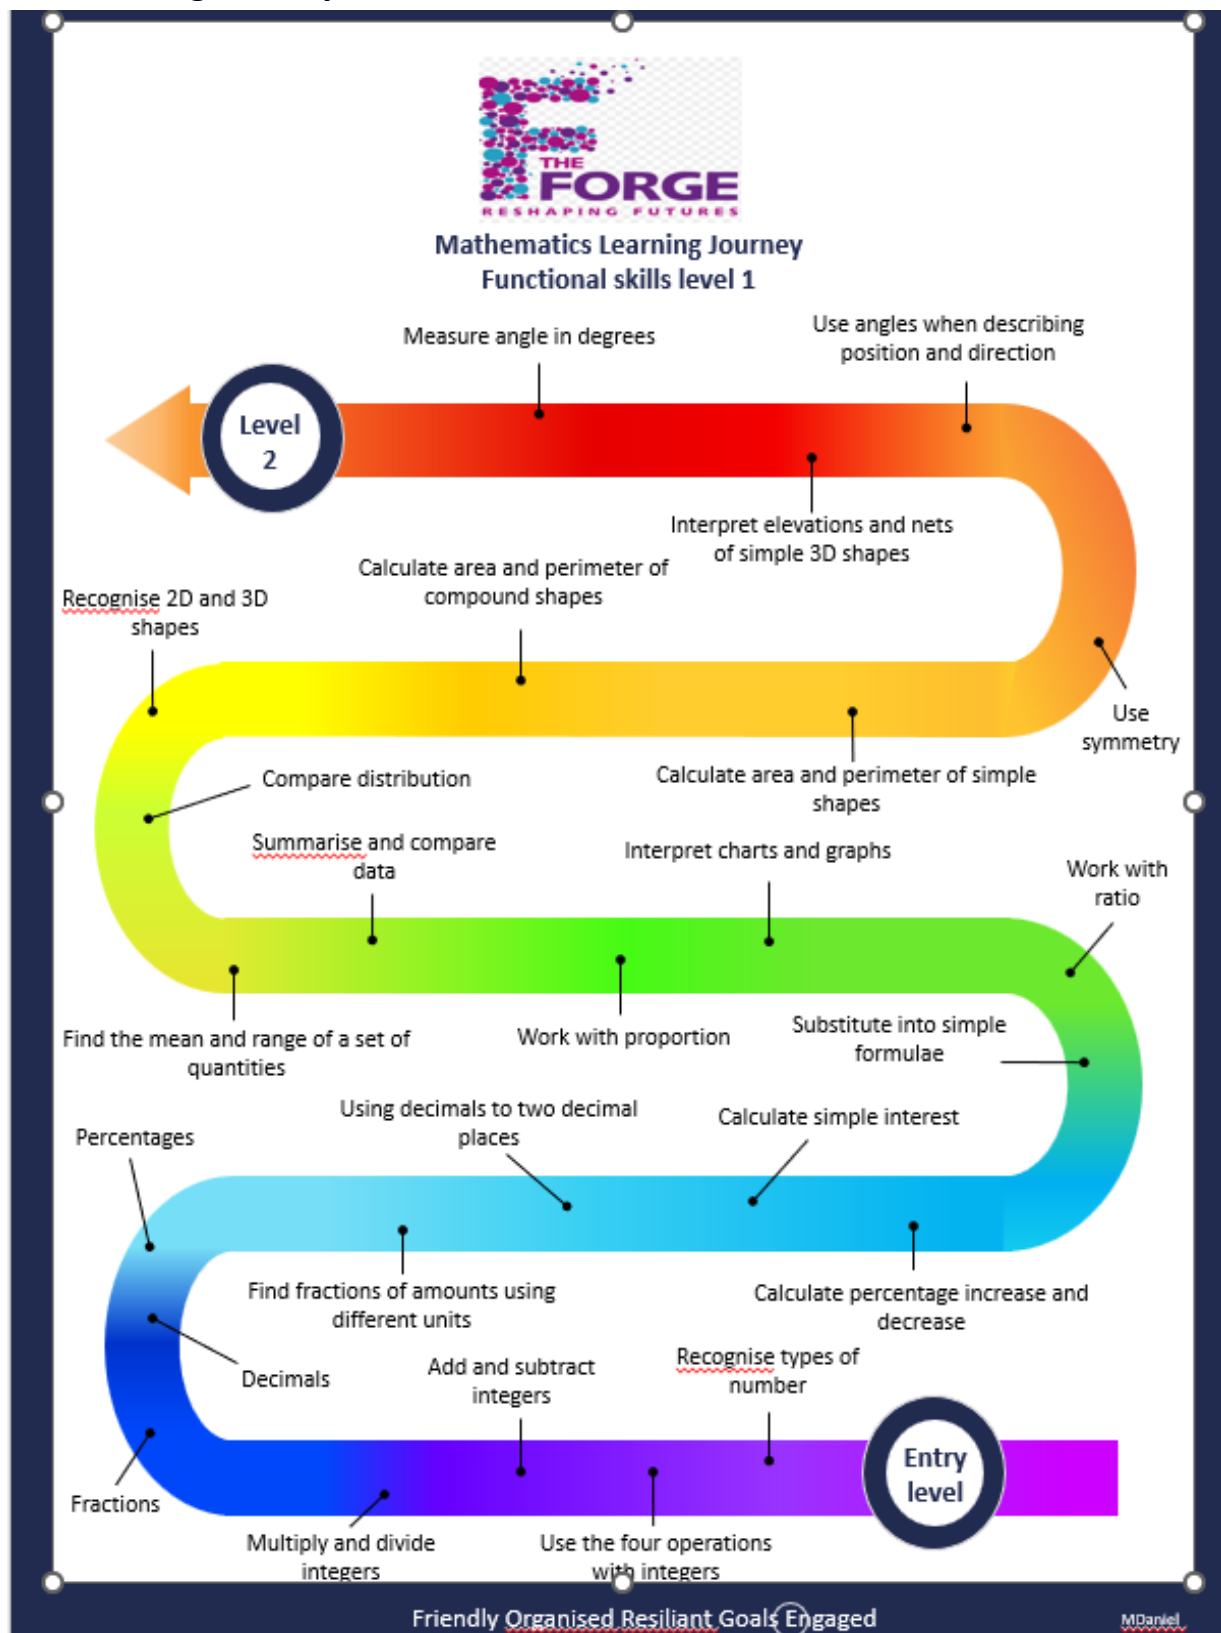 THE
FORGE
RESHAPING FUTURES
Mathematics Learning Journey
Functional skills level 1
Measure angle in degrees
Use angles when describing
position and direction
Level
2
Interpret elevations and nets
of simple 3D shapes
Calculate area and perimeter of
compound shapes
Recognise 2D and 3D
shapes
Use
symmetry
Compare distribution
Calculate area and perimeter of simple
shapes
Summarise and compare
data
Interpret charts and graphs
Work with
ratio
Find the mean and range of a set of
quantities
Work with proportion
Substitute into simple
formulae
Using decimals to two decimal
places
Calculate simple interest
Percentages
Find fractions of amounts using
different units
Calculate percentage increase and
decrease
Decimals
Add and subtract
integers
Recognise types of
number
Entry
level
Fractions
Multiply and divide
integers
Use the four operations
with integers
Friendly Organised Resiliant Goals Engaged
MDaniel